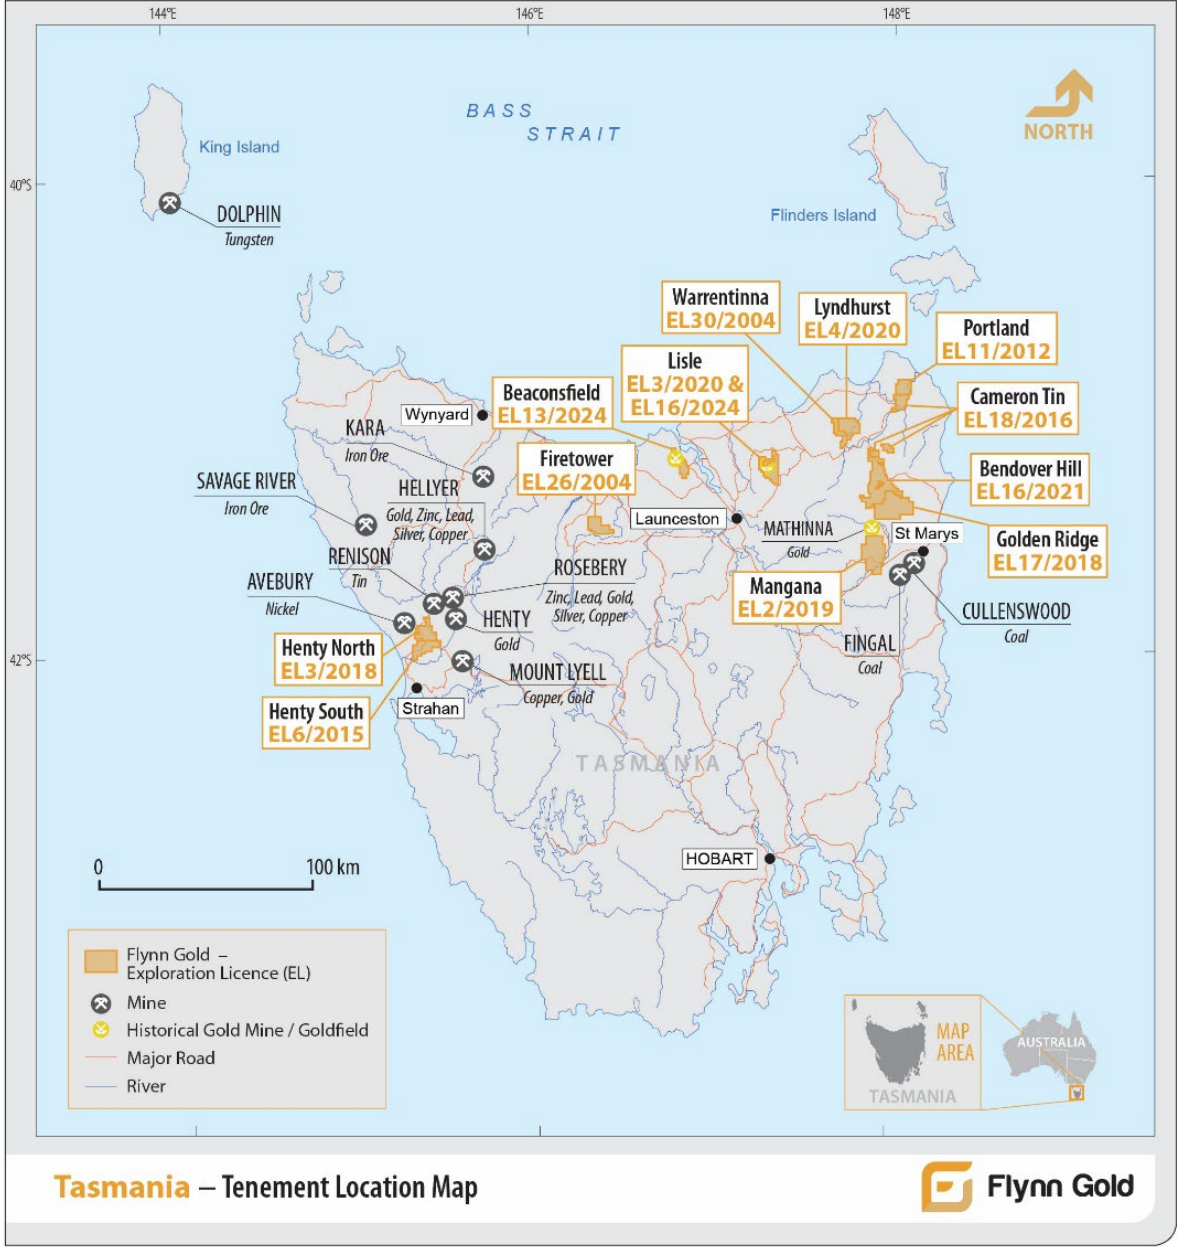 144°E
146°E
148°E
BASS
STRAIT
NORTH
King Island
40°S
DOLPHIN
Tungsten
Flinders Island
Warrentinna
EL30/2004
Lyndhurst
EL4/2020
Portland
EL11/2012
Lisle
EL3/2020 &
EL16/2024
Beaconsfield
EL13/2024
Cameron Tin
EL18/2016
Wynyard
KARA
Iron Ore
Firetower
EL26/2004
Bendover Hill
EL16/2021
SAVAGE RIVER
Iron Ore
HELLYER
Gold, Zinc, Lead,
Silver, Copper
Launceston
MATHINNA
Gold
St Marys
Golden Ridge
EL17/2018
RENISON
Tin
AVEBURY
Nickel
ROSEBERY
Zinc, Lead, Gold,
Silver, Copper
Mangana
EL2/2019
HENTY
Gold
CULLENSWOOD
Coal
FINGAL
Coal
Henty North
EL3/2018
42°S
MOUNT LYELL
Copper, Gold
Henty South
EL6/2015
Strahan
TASMANIA
HOBART
0
100 km
Flynn Gold –
Exploration Licence (EL)
Mine
Historical Gold Mine / Goldfield
Major Road
River
MAP
AREA
TASMANIA
AUSTRALIA
Tasmania – Tenement Location Map
Flynn Gold